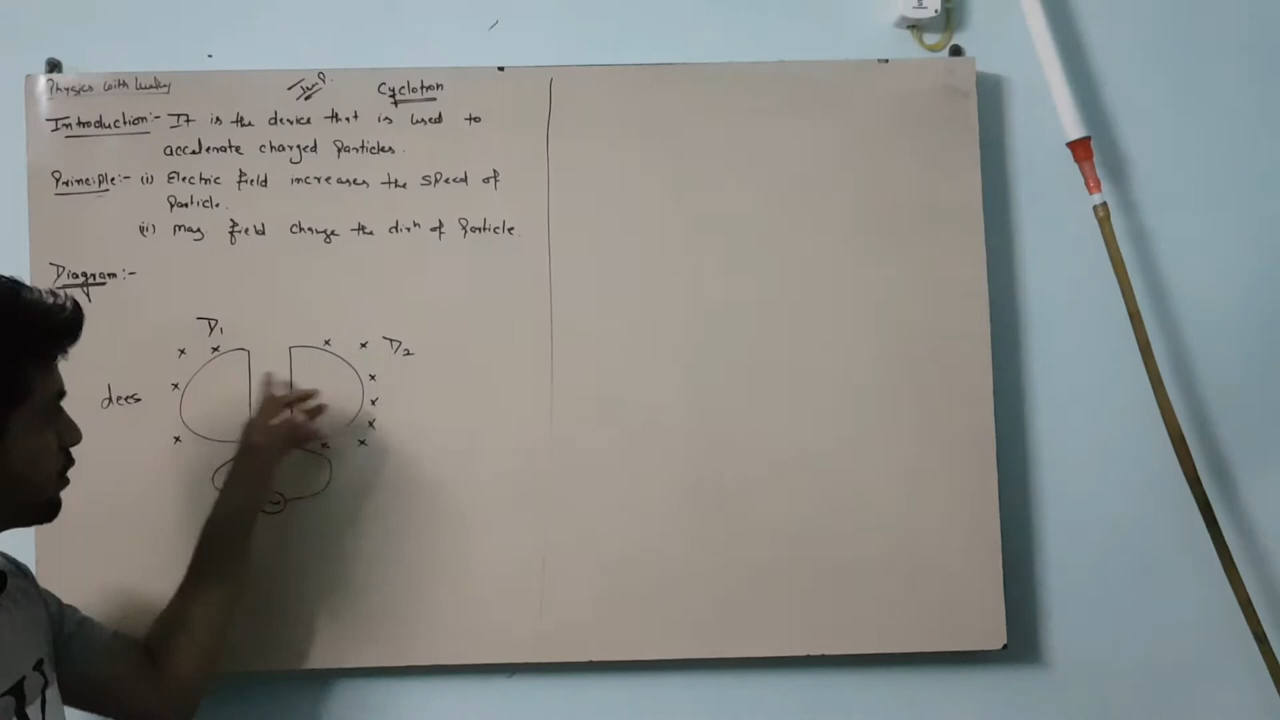 Physics with Lucky
Imp. Cyclotron
Introduction:- It is the device that is used to
accelerate charged Particles.
Principle:- (i) Electric field increases the speed of
Particle.
(ii) mag field change the dirn of Particle.
Diagram:-
D1
D2
dees